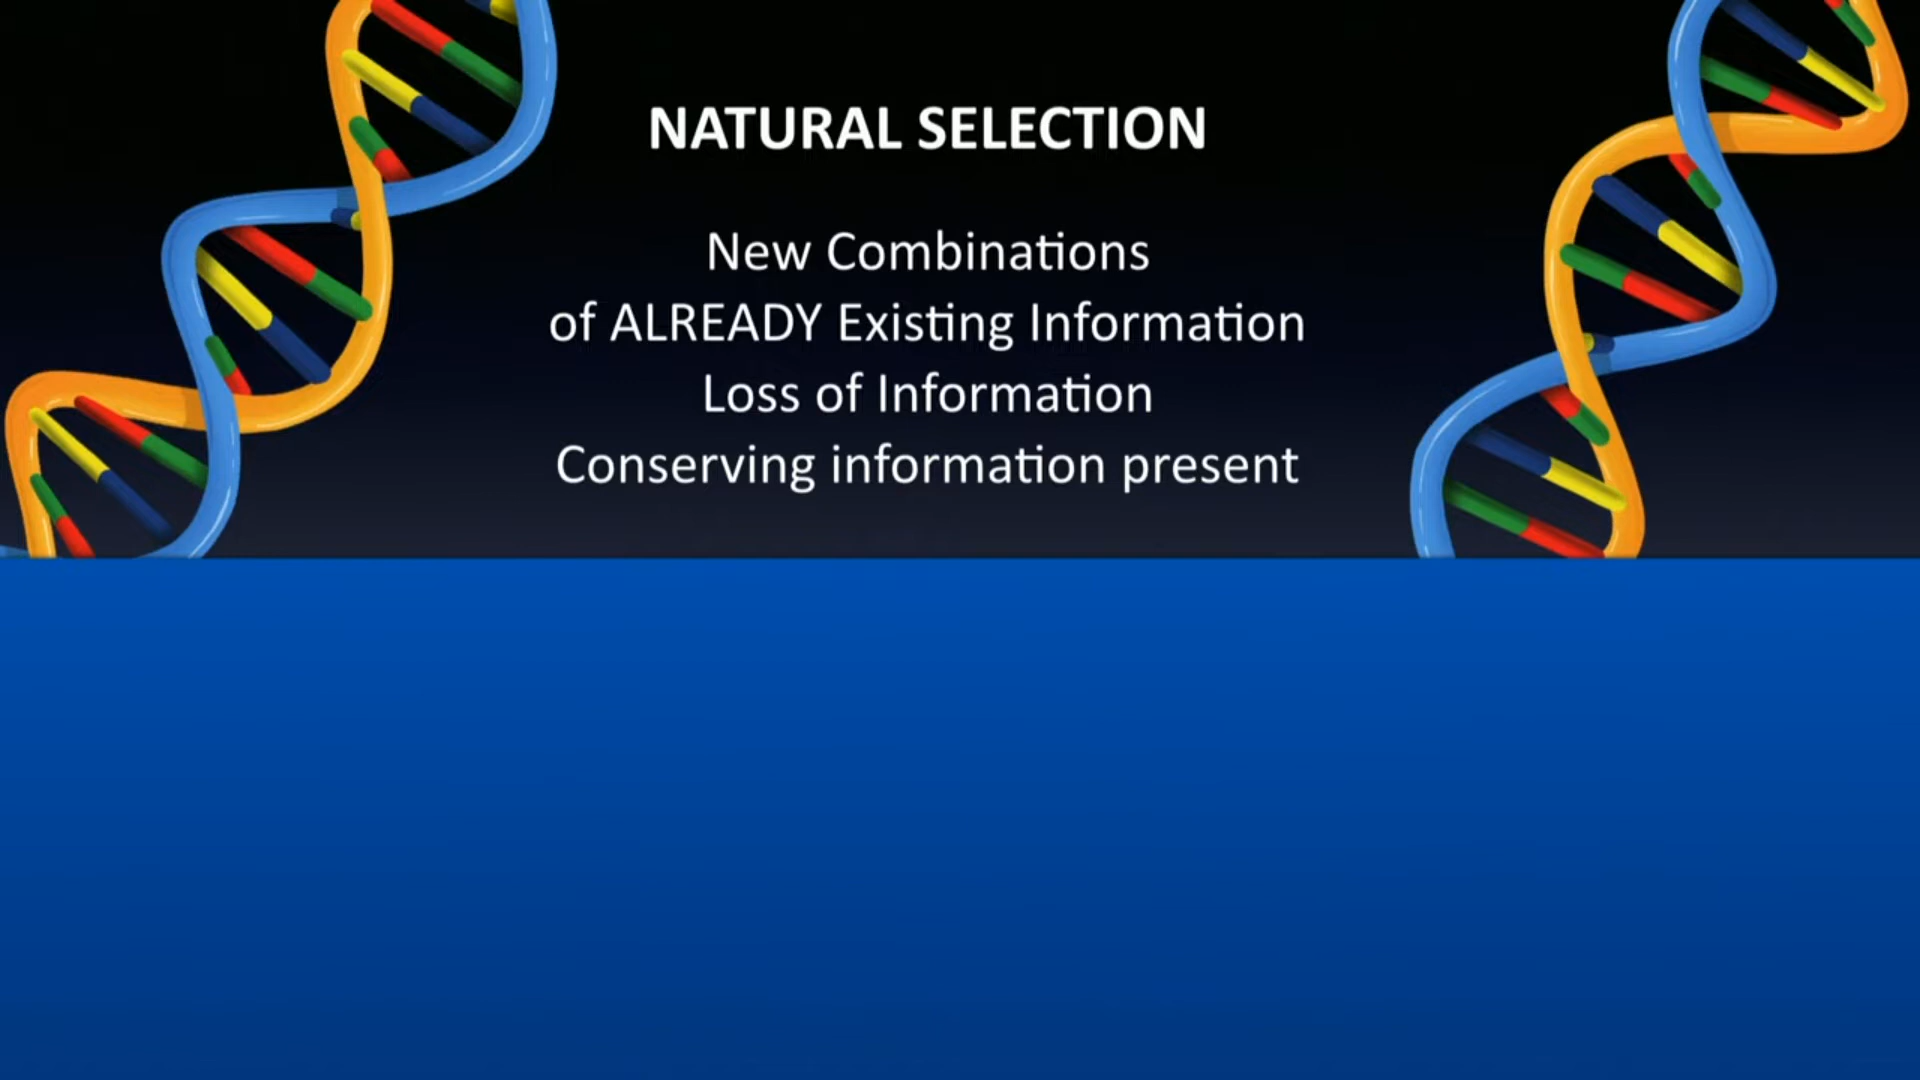 NATURAL SELECTION
New Combinations
of ALREADY Existing Information
Loss of Information
Conserving information present